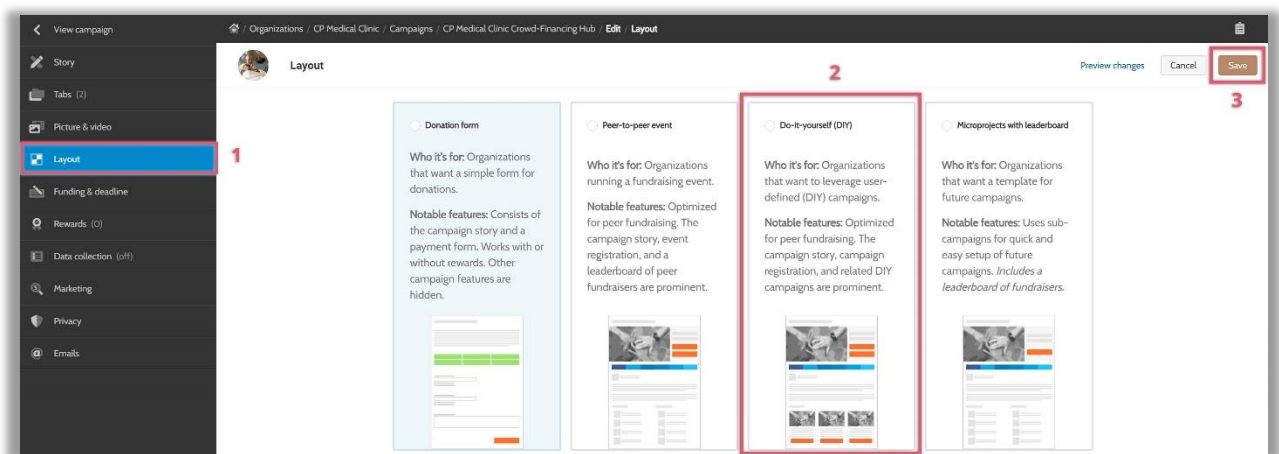 View campaign
/ Organizations / CP Medical Clinic / Campaigns / CP Medical Clinic Crowd-Financing Hub / Edit / Layout
Story
Tabs (2)
Picture & video
Layout
1
Funding & deadline
Rewards (0)
Data collection (off)
Marketing
Privacy
Emails
Layout
2
Preview changes
Cancel
Save
3
Donation form
Who it's for: Organizations
that want a simple form for
donations.
Notable features: Consists of
the campaign story and a
payment form. Works with or
without rewards. Other
campaign features are
hidden.
Peer-to-peer event
Who it's for: Organizations
running a fundraising event.
Notable features: Optimized
for peer fundraising. The
campaign story, event
registration, and a
leaderboard of peer
fundraisers are prominent.
Do-it-yourself (DIY)
Who it's for: Organizations
that want to leverage user-
defined (DIY) campaigns.
Notable features: Optimized
for peer fundraising. The
campaign story, campaign
registration, and related DIY
campaigns are prominent.
Microprojects with leaderboard
Who it's for: Organizations
that want a template for
future campaigns.
Notable features: Uses sub-
campaigns for quick and
easy setup of future
campaigns. Includes a
leaderboard of fundraisers.